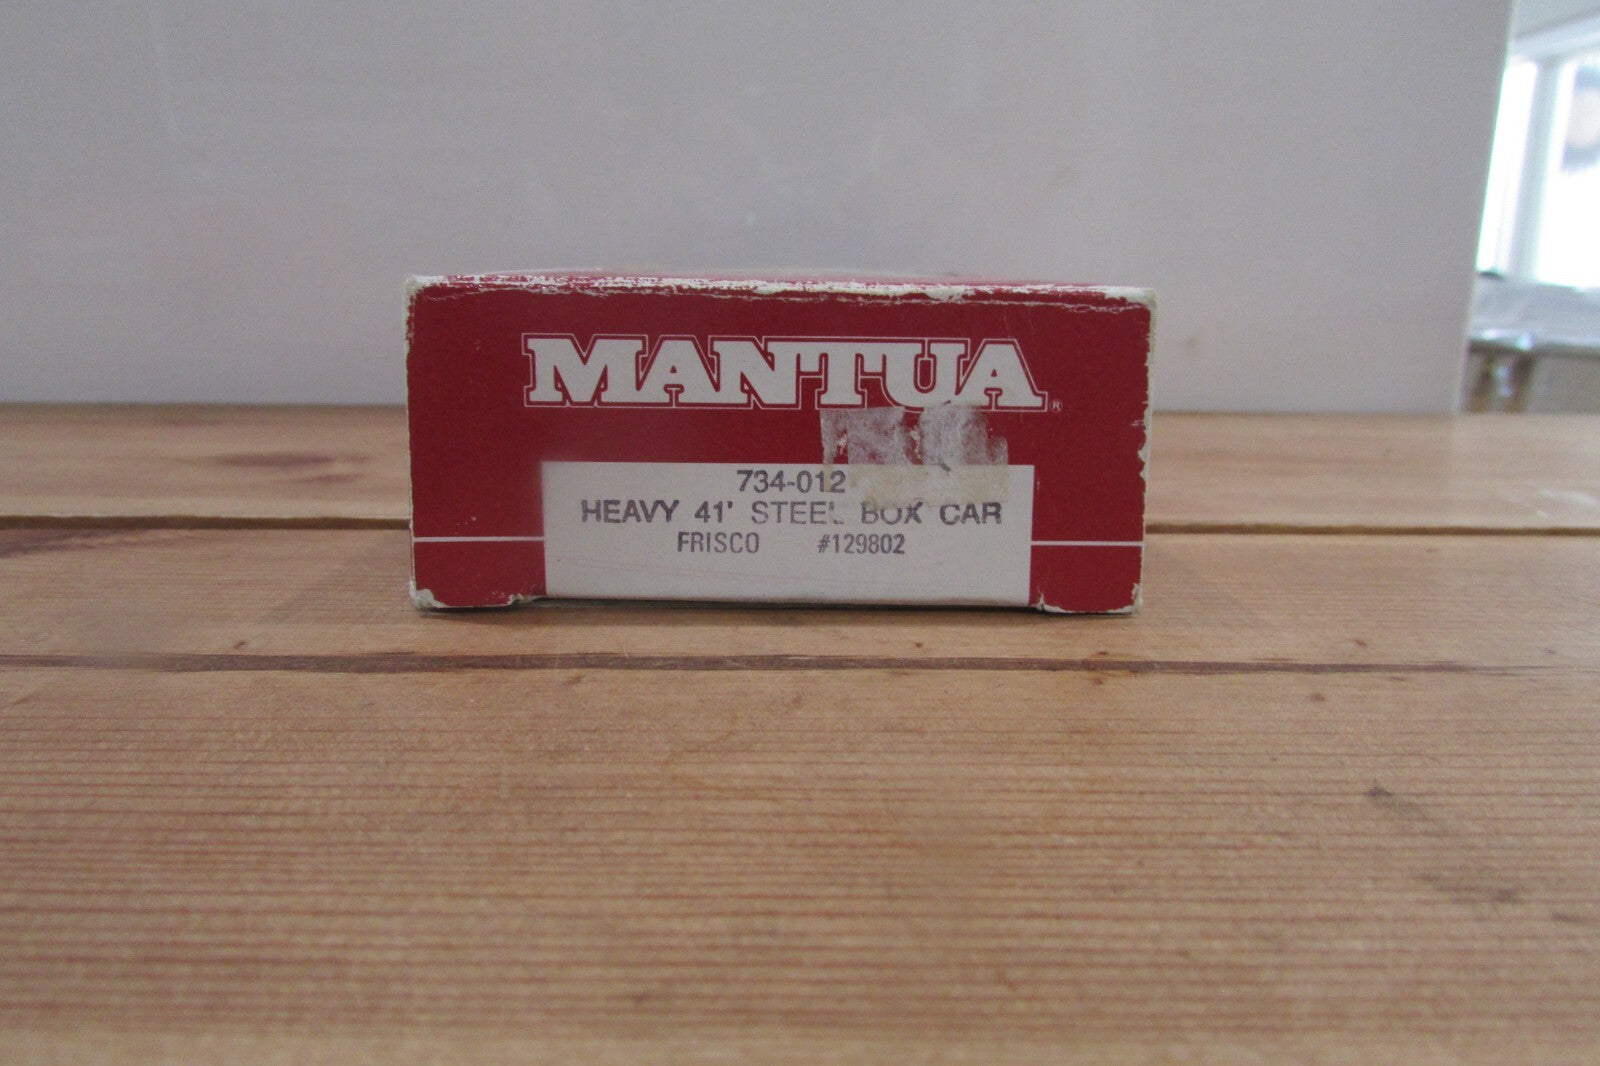 MANTUA®
734-012
HEAVY 41' STEEL BOX CAR
FRISCO #129802